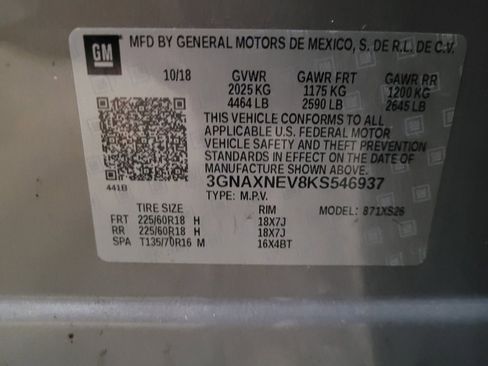 GM
MFD BY GENERAL MOTORS DE MEXICO, S. DE R.L. DE C.V.
10/18 GVWR GAWR FRT GAWR RR
2025 KG 1175 KG 1200 KG
4464 LB 2590 LB 2645 LB
THIS VEHICLE CONFORMS TO ALL
APPLICABLE U.S. FEDERAL MOTOR
VEHICLE SAFETY AND THEFT PREVENTION
STANDARDS IN EFFECT ON THE DATE OF
MANUFACTURE SHOWN ABOVE.
441B 3GNAXNEV8KS546937
TYPE: M.P.V.
TIRE SIZE RIM MODEL: 871XS26
FRT 225/60R18 H 18X7J
RR 225/60R18 H 18X7J
SPA T135/70R16 M 16X4BT